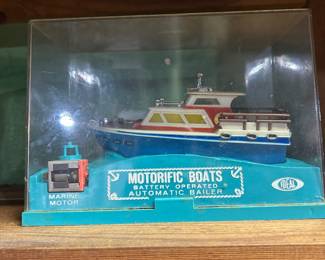 MOTORIFIC BOATS
BATTERY OPERATED
AUTOMATIC BAILER
MARINE
MOTOR
IDEAL